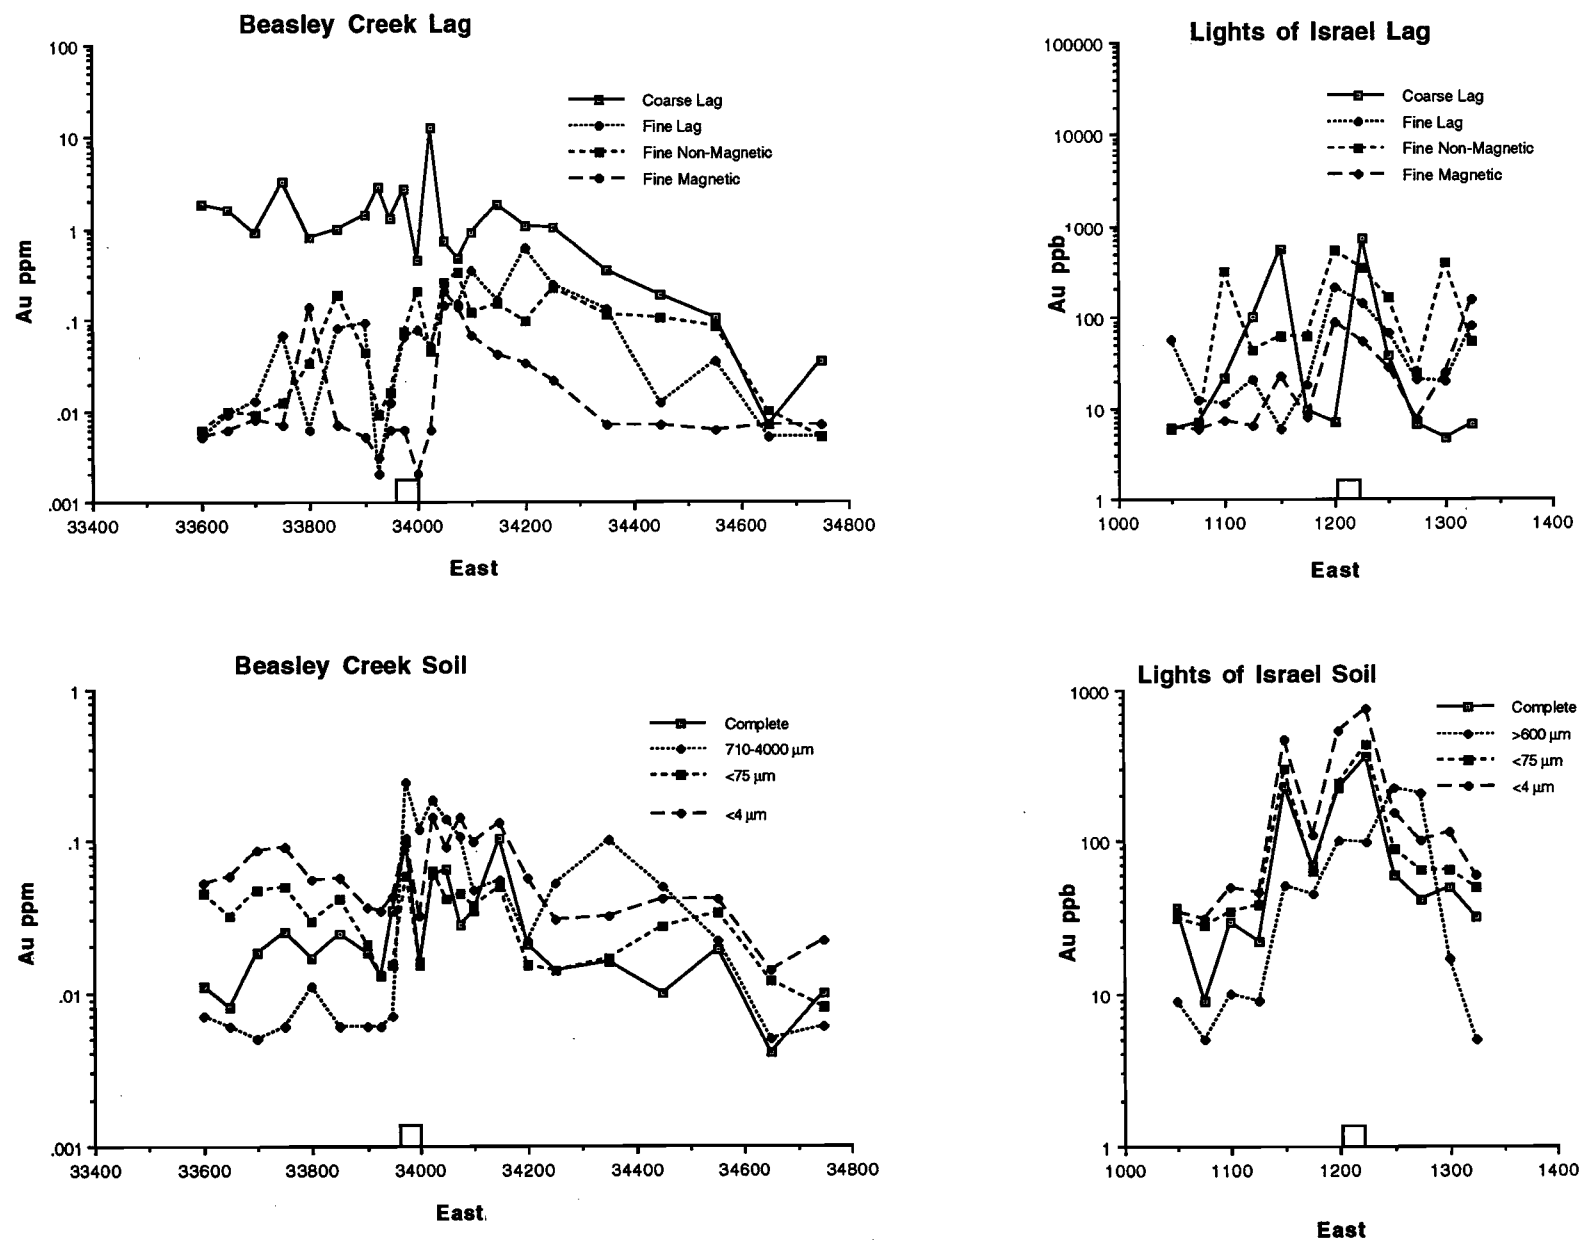 Beasley Creek Lag
100
10
1
.1
.01
.001
Au ppm
Coarse Lag
Fine Lag
Fine Non-Magnetic
Fine Magnetic
33400 33600 33800 34000 34200 34400 34600 34800
East
Lights of Israel Lag
100000
10000
1000
100
10
1
Au ppb
Coarse Lag
Fine Lag
Fine Non-Magnetic
Fine Magnetic
1000 1100 1200 1300 1400
East
Beasley Creek Soil
1
.1
.01
.001
Au ppm
Complete
710-4000 µm
<75 µm
<4 µm
33400 33600 33800 34000 34200 34400 34600 34800
East
Lights of Israel Soil
1000
100
10
1
Au ppb
Complete
>600 µm
<75 µm
<4 µm
1000 1100 1200 1300 1400
East